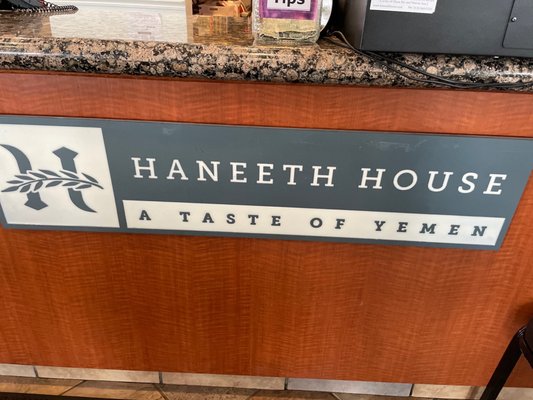 Tips
HANEETH HOUSE
A TASTE OF YEMEN